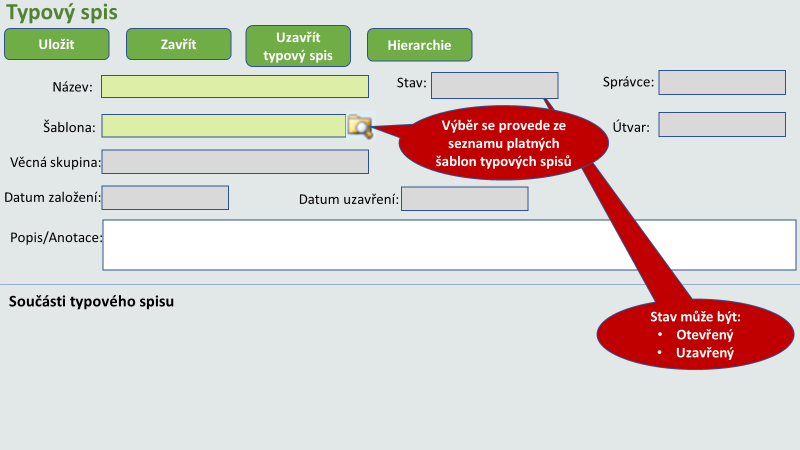 Typový spis
Uložit
Zavřít
Uzavřít
typový spis
Hierarchie
Název:
Stav:
Správce:
Šablona:
Výběr se provede ze
seznamu platných
šablon typových spisů
Útvar:
Věcná skupina:
Datum založení:
Datum uzavření:
Popis/Anotace:
Součásti typového spisu
Stav může být:
• Otevřený
• Uzavřený